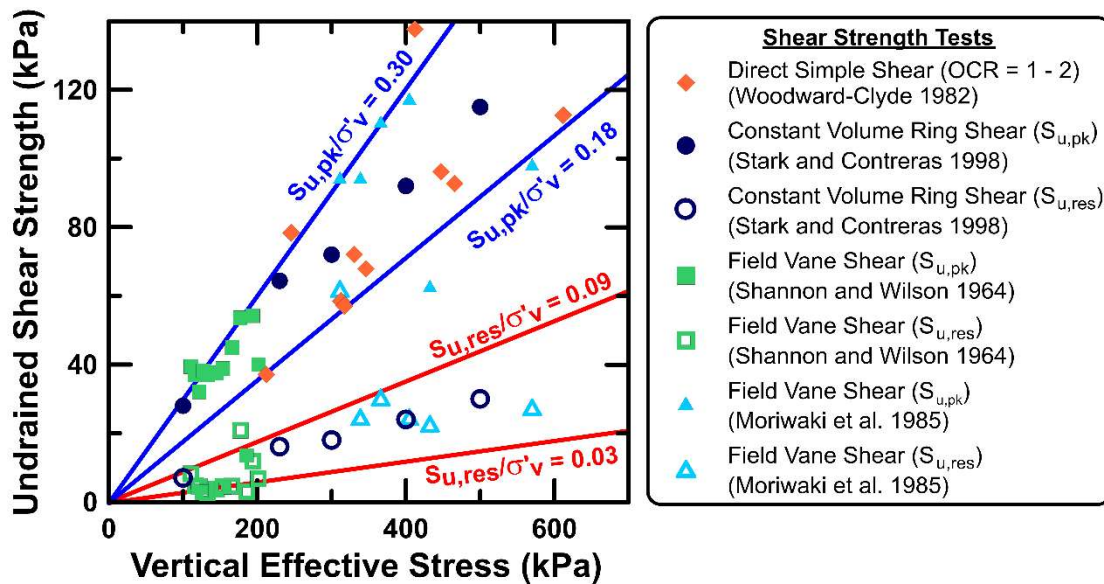 Undrained Shear Strength (kPa)
120
80
40
0
0
200
400
600
Vertical Effective Stress (kPa)
Su,pk/σ'v = 0.30
Su,pk/σ'v = 0.18
Su,res/σ'v = 0.09
Su,res/σ'v = 0.03
Shear Strength Tests
Direct Simple Shear (OCR = 1 - 2)
(Woodward-Clyde 1982)
Constant Volume Ring Shear (Su,pk)
(Stark and Contreras 1998)
Constant Volume Ring Shear (Su,res)
(Stark and Contreras 1998)
Field Vane Shear (Su,pk)
(Shannon and Wilson 1964)
Field Vane Shear (Su,res)
(Shannon and Wilson 1964)
Field Vane Shear (Su,pk)
(Moriwaki et al. 1985)
Field Vane Shear (Su,res)
(Moriwaki et al. 1985)